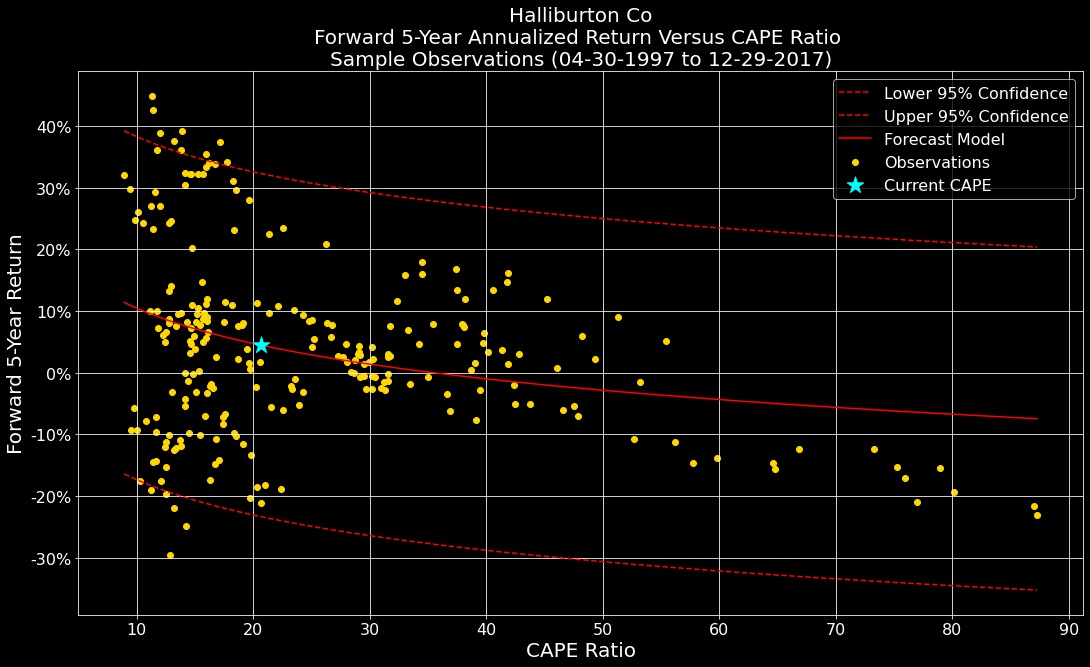 Halliburton Co
Forward 5-Year Annualized Return Versus CAPE Ratio
Sample Observations (04-30-1997 to 12-29-2017)
Lower 95% Confidence
Upper 95% Confidence
Forecast Model
Observations
Current CAPE
Forward 5-Year Return
40%
30%
20%
10%
0%
-10%
-20%
-30%
10 20 30 40 50 60 70 80 90
CAPE Ratio